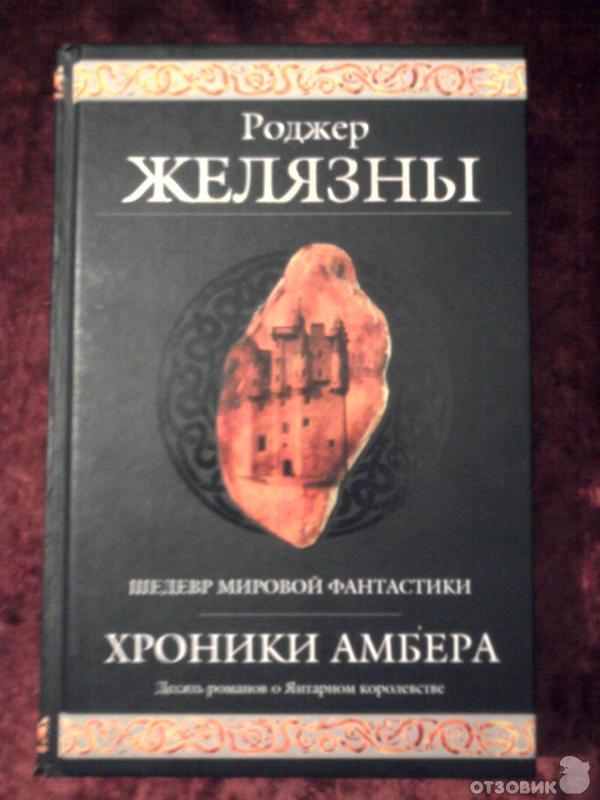 Роджер
ЖЕЛЯЗНЫ
ШЕДЕВР МИРОВОЙ ФАНТАСТИКИ
ХРОНИКИ АМБЕРА
Десять романов о Янтарном королевстве
ОТЗОВИК